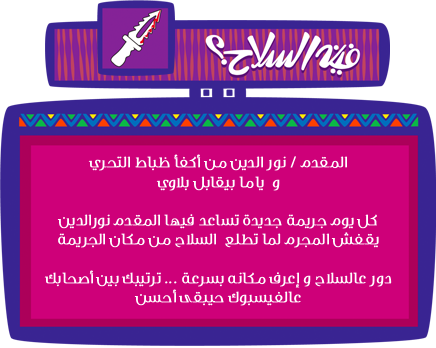 فين السلاح؟
المقدم / نور الدين من أكفأ ظباط التحري
و ياما بيقابل بلاوي
كل يوم جريمة جديدة تساعد فيها المقدم نورالدين
يقفش المجرم لما تطلع السلاح من مكان الجريمة
دور عالسلاح و إعرف مكانه بسرعة ... ترتيبك بين أصحابك
عالفيسبوك حيبقى أحسن